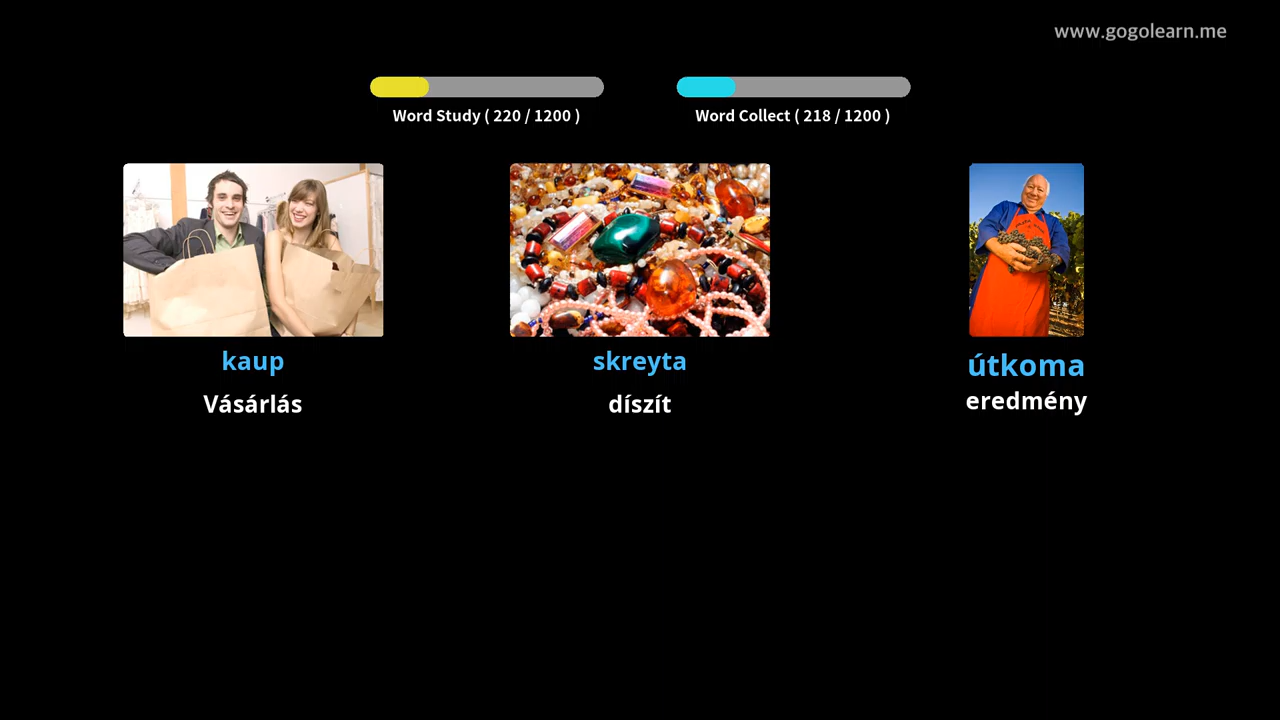 www.gogolearn.me
Word Study ( 220 / 1200 )
Word Collect ( 218 / 1200 )
kaup
Vásárlás
skreyta
díszít
útkoma
eredmény